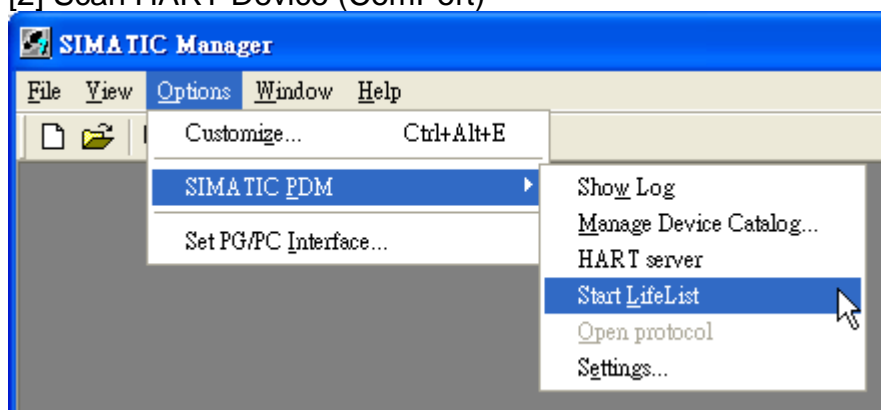 [2] Scan HART Device (ComPort)
SIMATIC Manager
File View Options Window Help
Customize... Ctrl+Alt+E
SIMATIC PDM
Set PG/PC Interface...
Show Log
Manage Device Catalog...
HART server
Start LifeList
Open protocol
Settings...